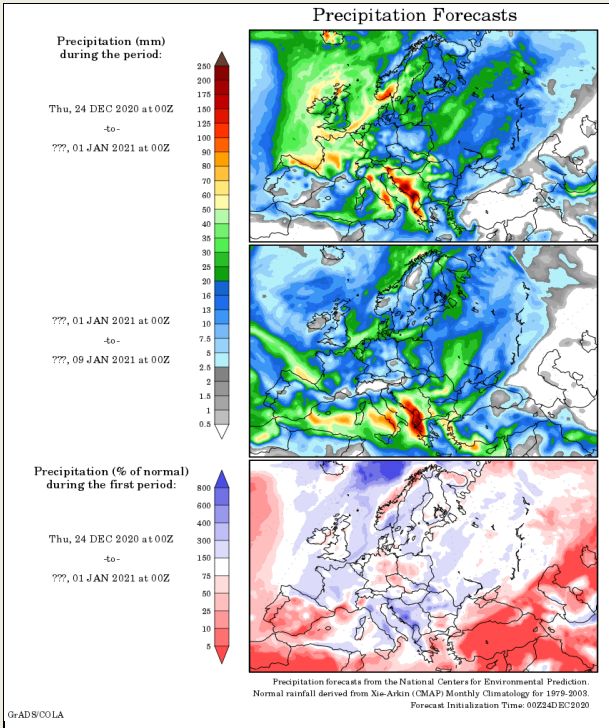 Precipitation Forecasts
Precipitation (mm)
during the period:
Thu, 24 DEC 2020 at 00Z
-to-
???, 01 JAN 2021 at 00Z
250
200
175
150
125
100
90
80
70
60
50
45
40
35
30
25
20
16
13
10
7.5
5
2.5
2
1.5
1
0.5
???, 01 JAN 2021 at 00Z
-to-
???, 09 JAN 2021 at 00Z
Precipitation (% of normal)
during the first period:
Thu, 24 DEC 2020 at 00Z
-to-
???, 01 JAN 2021 at 00Z
800
600
400
300
150
75
50
25
10
5
Precipitation forecasts from the National Centers for Environmental Prediction.
Normal rainfall derived from Xie-Arkin (CMAP) Monthly Climatology for 1979-2003.
Forecast Initialization Time: 00Z24DEC2020
GrADS/COLA